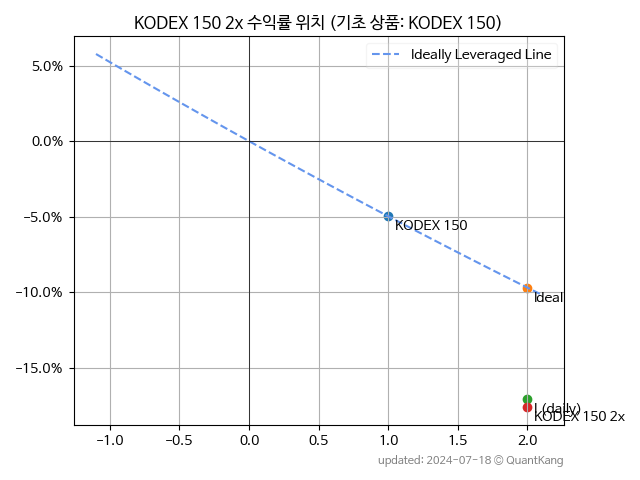 KODEX 150 2x 수익률 위치 (기초 상품: KODEX 150)
Ideally Leveraged Line
5.0%
0.0%
−5.0%
−10.0%
−15.0%
KODEX 150
Ideal
(daily)
KODEX 150 2x
−1.0 −0.5 0.0 0.5 1.0 1.5 2.0
updated: 2024-07-18 © QuantKang